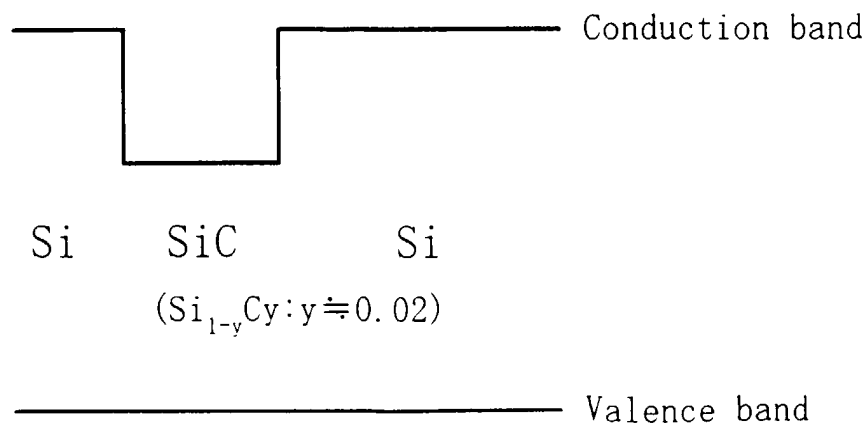 Conduction band
Si SiC Si
(Si₁₋yCy:y≒0.02)
Valence band